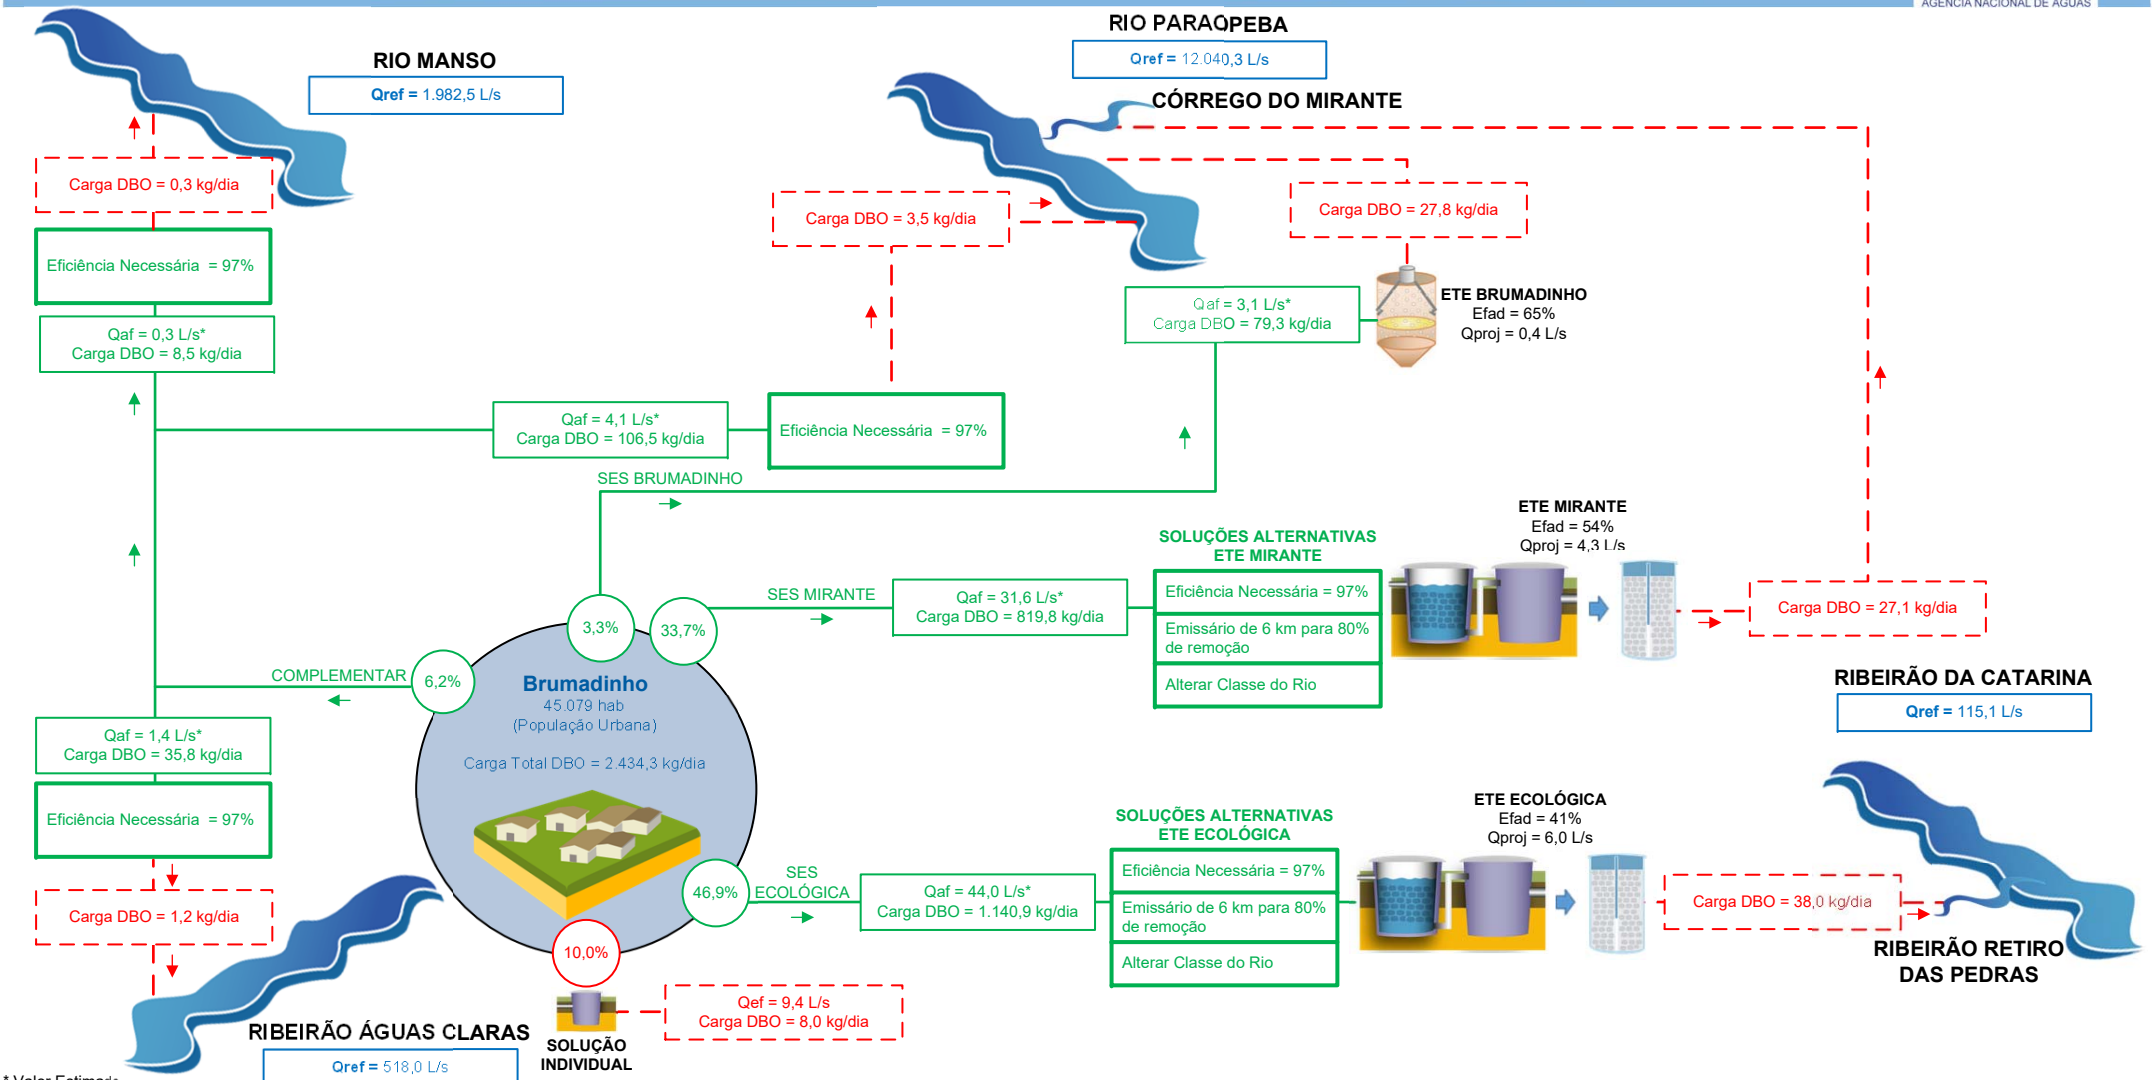 AGÊNCIA NACIONAL DE ÁGUAS
RIO MANSO
Qref = 1.982,5 L/s
RIO PARAOPEBA
Qref = 12.040,3 L/s
CÓRREGO DO MIRANTE
Carga DBO = 0,3 kg/dia
Eficiência Necessária = 97%
Qaf = 0,3 L/s*
Carga DBO = 8,5 kg/dia
Carga DBO = 3,5 kg/dia
Carga DBO = 27,8 kg/dia
Qaf = 3,1 L/s*
Carga DBO = 79,3 kg/dia
ETE BRUMADINHO
Efad = 65%
Qproj = 0,4 L/s
Qaf = 4,1 L/s*
Carga DBO = 106,5 kg/dia
Eficiência Necessária = 97%
SES BRUMADINHO
SOLUÇÕES ALTERNATIVAS
ETE MIRANTE
ETE MIRANTE
Efad = 54%
Qproj = 4,3 L/s
SES MIRANTE
Qaf = 31,6 L/s*
Carga DBO = 819,8 kg/dia
Eficiência Necessária = 97%
Emissário de 6 km para 80%
de remoção
Alterar Classe do Rio
Carga DBO = 27,1 kg/dia
3,3%
33,7%
COMPLEMENTAR
6,2%
Brumadinho
45.079 hab
(População Urbana)
Carga Total DBO = 2.434,3 kg/dia
RIBEIRÃO DA CATARINA
Qref = 115,1 L/s
Qaf = 1,4 L/s*
Carga DBO = 35,8 kg/dia
Eficiência Necessária = 97%
Carga DBO = 1,2 kg/dia
46,9%
SES
ECOLÓGICA
Qaf = 44,0 L/s*
Carga DBO = 1.140,9 kg/dia
SOLUÇÕES ALTERNATIVAS
ETE ECOLÓGICA
Eficiência Necessária = 97%
Emissário de 6 km para 80%
de remoção
Alterar Classe do Rio
ETE ECOLÓGICA
Efad = 41%
Qproj = 6,0 L/s
Carga DBO = 38,0 kg/dia
RIBEIRÃO RETIRO
DAS PEDRAS
10,0%
Qef = 9,4 L/s
Carga DBO = 8,0 kg/dia
SOLUÇÃO
INDIVIDUAL
RIBEIRÃO ÁGUAS CLARAS
Qref = 518,0 L/s
* Valor Estimado